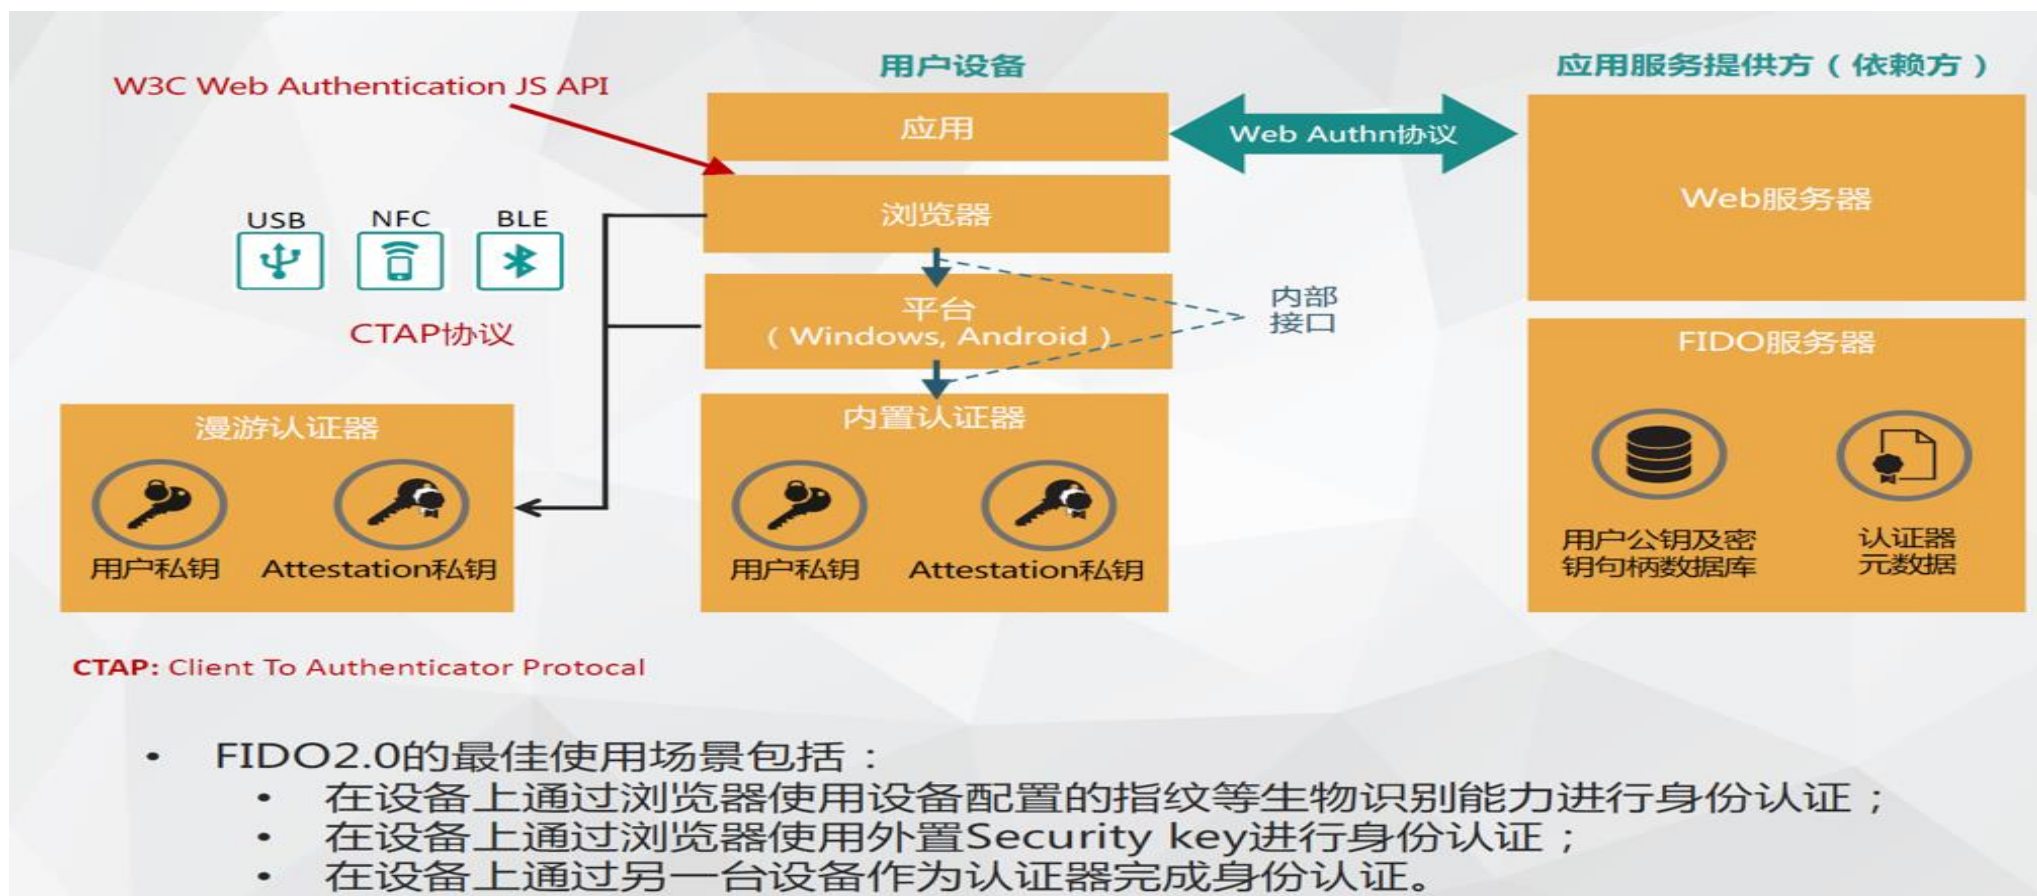 用户设备
应用服务提供方（依赖方）
W3C Web Authentication JS API
应用
Web Authn协议
浏览器
Web服务器
USB
NFC
BLE
内部
接口
平台
（Windows, Android）
CTAP协议
FIDO服务器
漫游认证器
内置认证器
用户私钥
Attestation私钥
用户私钥
Attestation私钥
用户公钥及密
钥句柄数据库
认证器
元数据
CTAP: Client To Authenticator Protocal
• FIDO2.0的最佳使用场景包括：
• 在设备上通过浏览器使用设备配置的指纹等生物识别能力进行身份认证；
• 在设备上通过浏览器使用外置Security key进行身份认证；
• 在设备上通过另一台设备作为认证器完成身份认证。